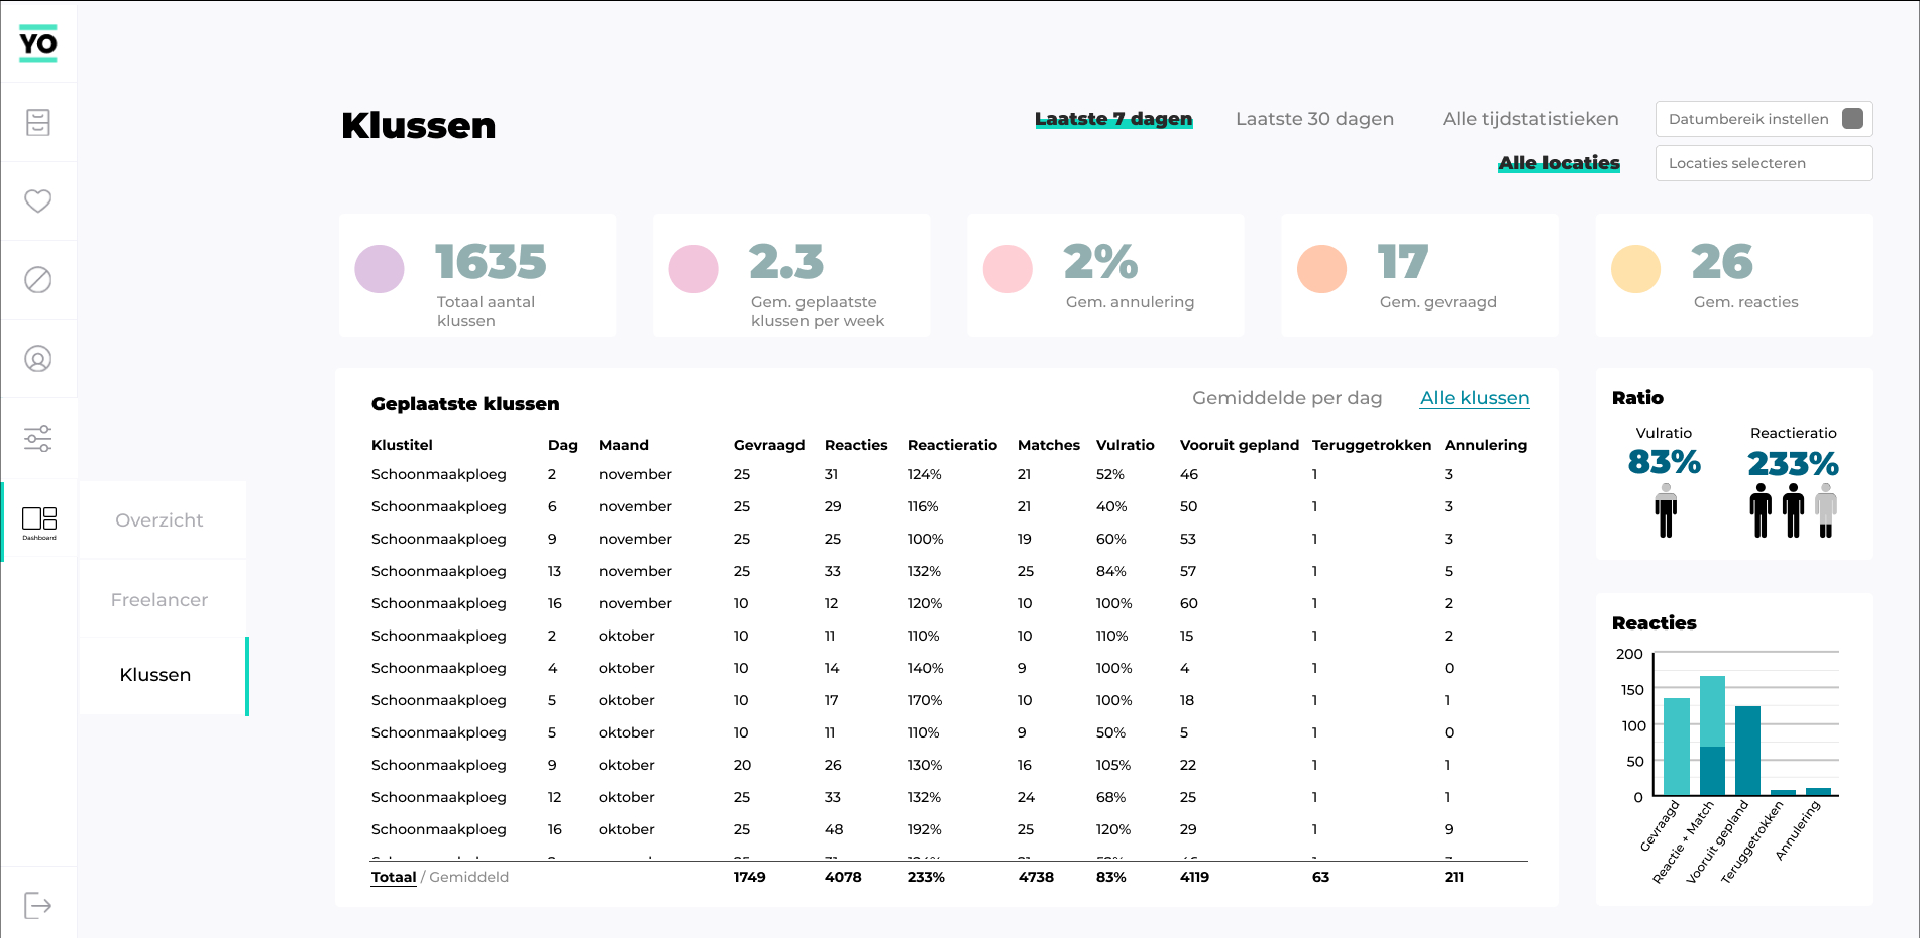 YO
Klussen
Laatste 7 dagen
Laatste 30 dagen
Alle tijdstatistieken
Datumbereik instellen
Alle locaties
Locaties selecteren
1635
Totaal aantal
klussen
2.3
Gem. geplaatste
klussen per week
2%
Gem. annulering
17
Gem. gevraagd
26
Gem. reacties
Dashboard
Overzicht
Freelancer
Klussen
Geplaatste klussen
Gemiddelde per dag
Alle klussen
Klustitel Dag Maand Gevraagd Reacties Reactieratio Matches Vulratio Vooruit gepland Teruggetrokken Annulering
Schoonmaakploeg 2 november 25 31 124% 21 52% 46 1 3
Schoonmaakploeg 6 november 25 29 116% 21 40% 50 1 3
Schoonmaakploeg 9 november 25 25 100% 19 60% 53 1 3
Schoonmaakploeg 13 november 25 33 132% 25 84% 57 1 5
Schoonmaakploeg 16 november 10 12 120% 10 100% 60 1 2
Schoonmaakploeg 2 oktober 10 11 110% 10 110% 15 1 2
Schoonmaakploeg 4 oktober 10 14 140% 9 100% 4 1 0
Schoonmaakploeg 5 oktober 10 17 170% 10 100% 18 1 1
Schoonmaakploeg 5 oktober 10 11 110% 9 50% 5 1 0
Schoonmaakploeg 9 oktober 20 26 130% 16 105% 22 1 1
Schoonmaakploeg 12 oktober 25 33 132% 24 68% 25 1 1
Schoonmaakploeg 16 oktober 25 48 192% 25 120% 29 1 9
Totaal / Gemiddeld 1749 4078 233% 4738 83% 4119 63 211
Ratio
Vulratio
83%
Reactieratio
233%
Reacties
200
150
100
50
0
Gevraagd
Reactie + Match
Vooruit gepland
Teruggetrokken
Annulering